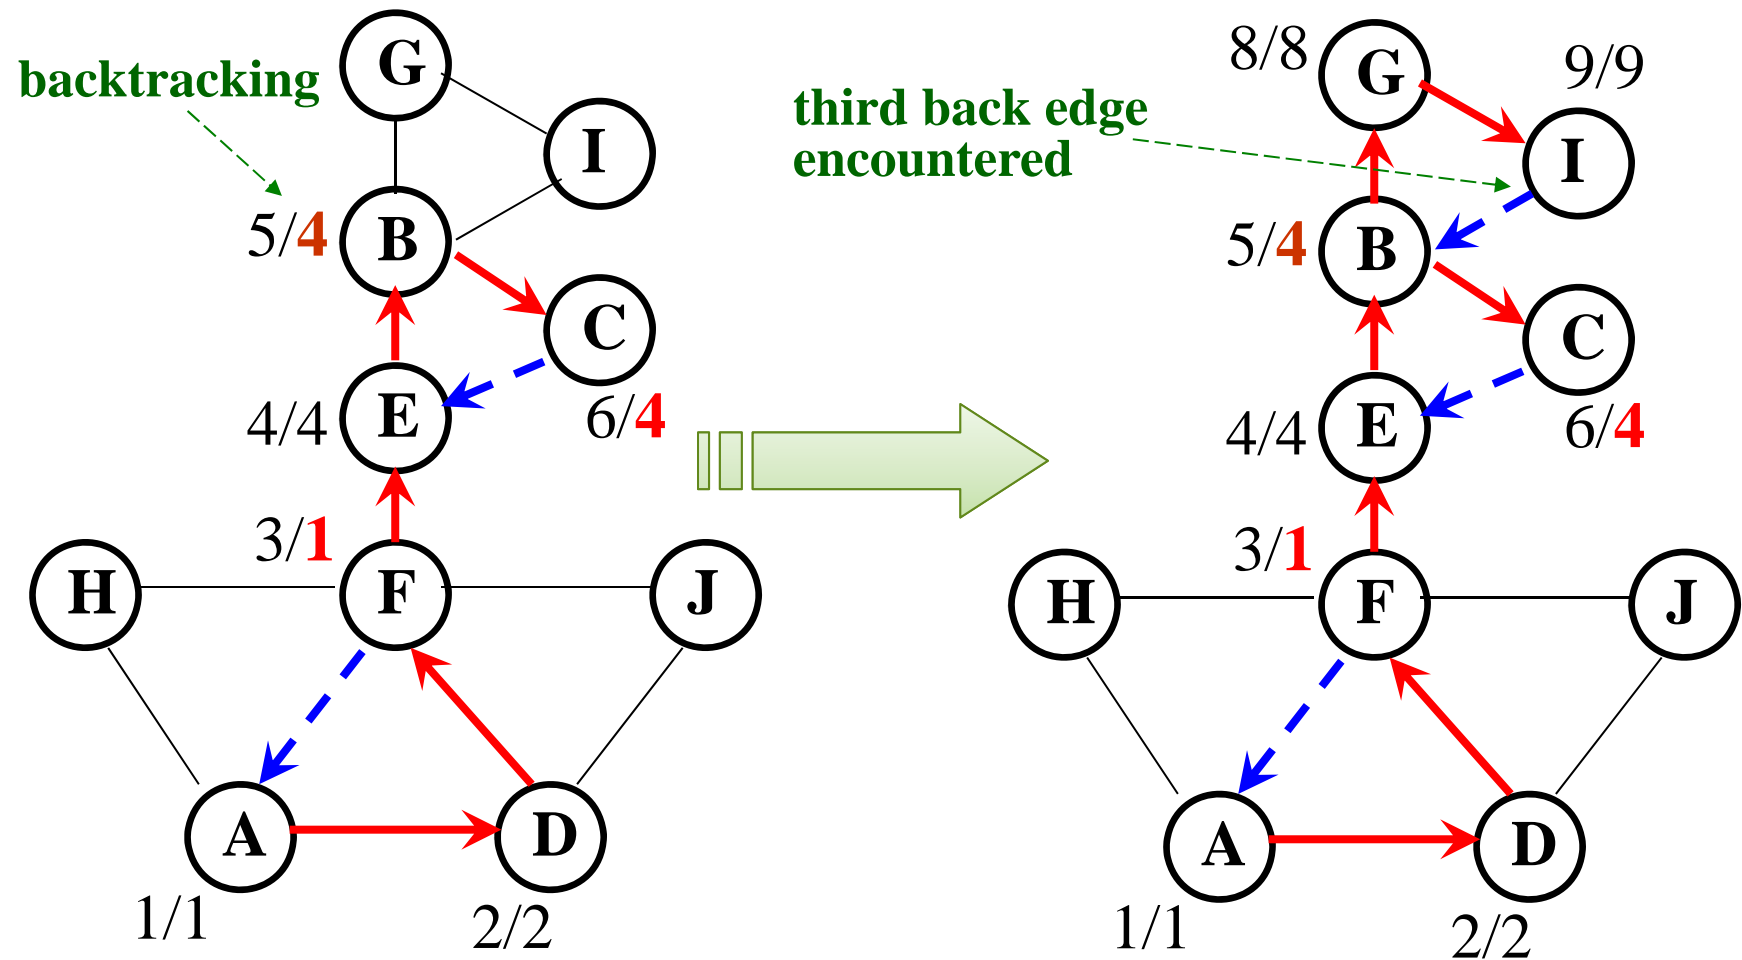 G
backtracking
I
5/4
B
C
4/4
E
6/4
3/1
H
F
J
A
D
1/1
2/2
8/8
G
9/9
third back edge
encountered
I
5/4
B
C
4/4
E
6/4
3/1
H
F
J
A
D
1/1
2/2